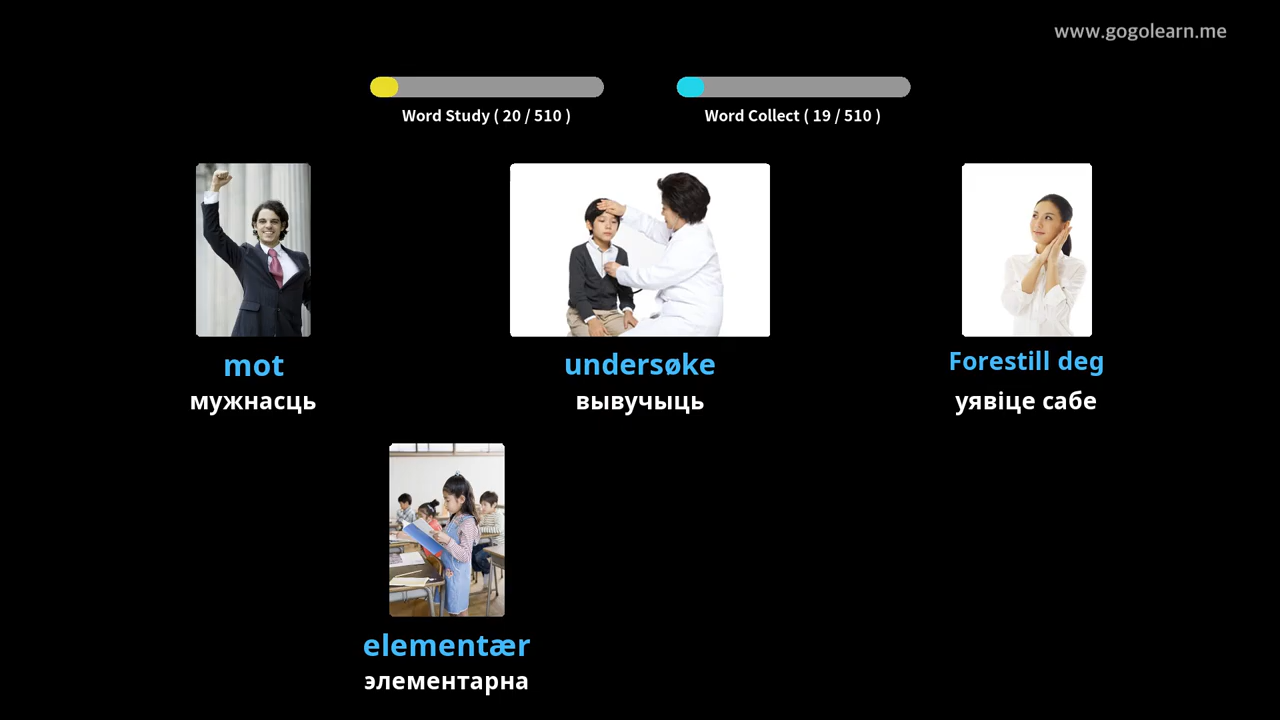 www.gogolearn.me
Word Study ( 20 / 510 )
Word Collect ( 19 / 510 )
mot
мужнасць
undersøke
вывучыць
Forestill deg
уявіце сабе
elementær
элементарна